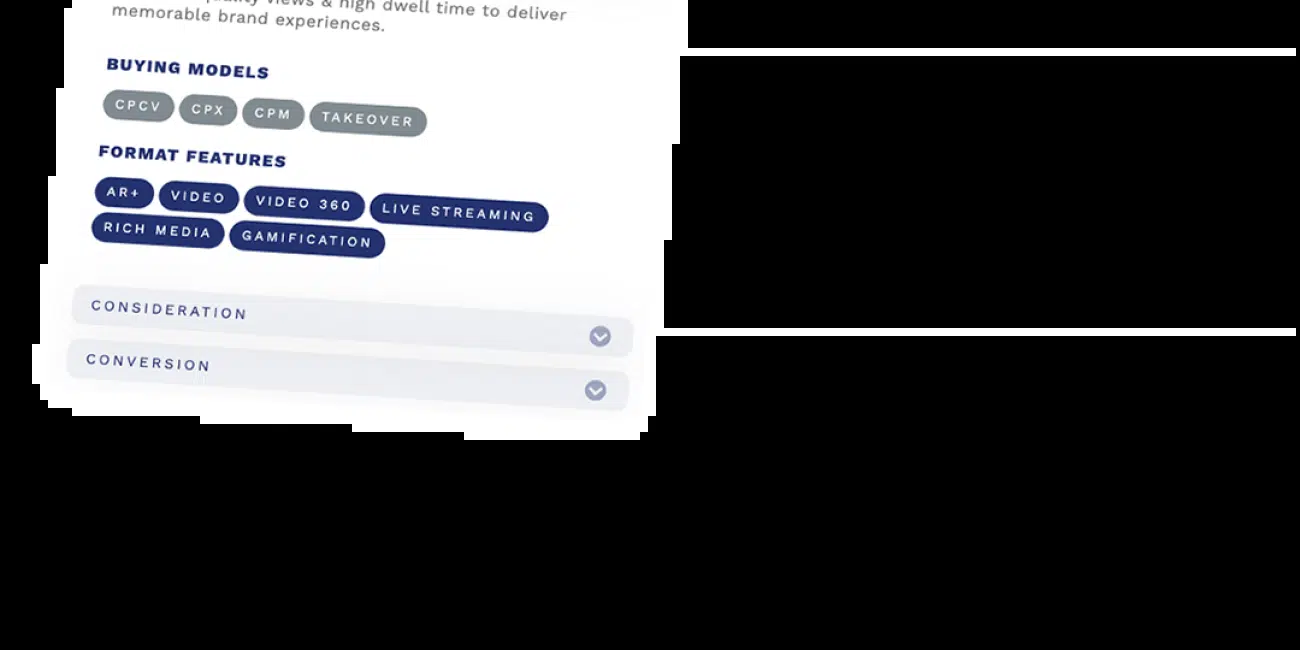 views & high dwell time to deliver
memorable brand experiences.
BUYING MODELS
CPCV CPX CPM TAKEOVER
FORMAT FEATURES
AR+ VIDEO VIDEO 360 LIVE STREAMING
RICH MEDIA GAMIFICATION
CONSIDERATION
CONVERSION